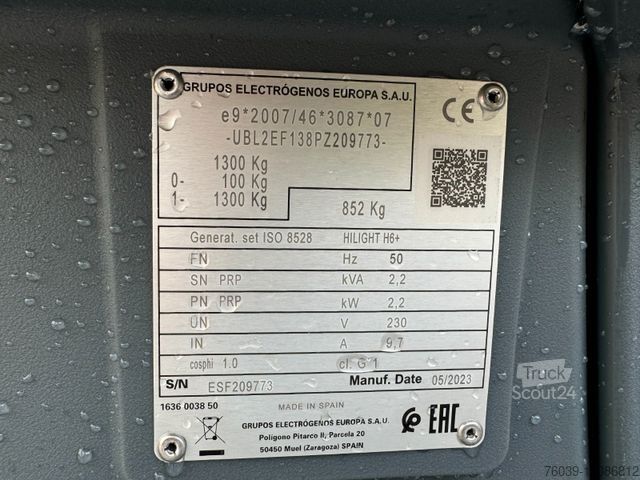 GRUPOS ELECTRÓGENOS EUROPA S.A.U.
e9*2007/46*3087*07
-UBL2EF138PZ209773-
1300 Kg
0- 100 Kg
1- 1300 Kg
852 Kg
CE
Generat. set ISO 8528 HILIGHT H6+
FN Hz 50
SN PRP kVA 2,2
PN PRP kW 2,2
UN V 230
IN A 9,7
cosphi 1.0 cl. G 1
S/N ESF209773 Manuf. Date 05/2023
1636 0038 50 MADE IN SPAIN
GRUPOS ELECTRÓGENOS EUROPA S.A.U.
Polígono Pitarco II, Parcela 20
50450 Muel (Zaragoza) SPAIN
EAC
Truck
Scout24